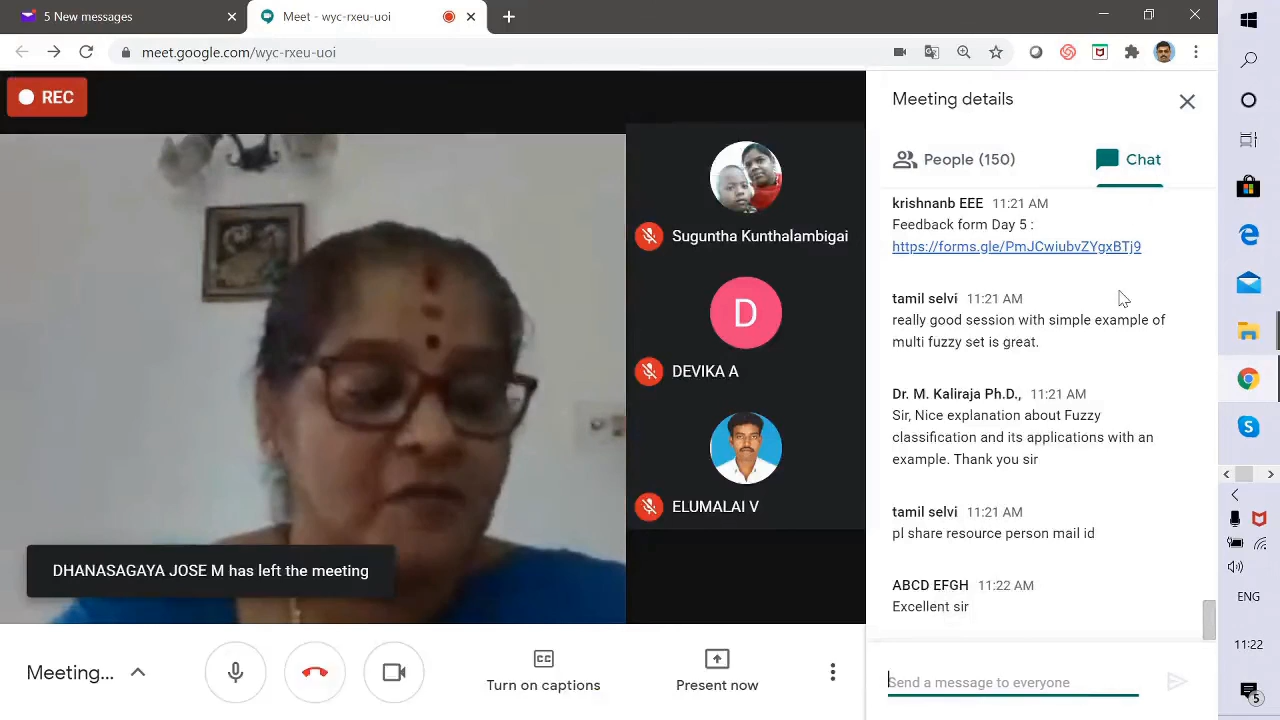 5 New messages
Meet - wyc-rxeu-uoi
meet.google.com/wyc-rxeu-uoi
REC
Suguntha Kunthalambigai
D
DEVIKA A
ELUMALAI V
DHANASAGAYA JOSE M has left the meeting
Meeting...
CC
Turn on captions
Present now
Meeting details
People (150)
Chat
krishnanb EEE 11:21 AM
Feedback form Day 5 :
https://forms.gle/PmJCwiubvZYgxBTj9
tamil selvi 11:21 AM
really good session with simple example of
multi fuzzy set is great.
Dr. M. Kaliraja Ph.D., 11:21 AM
Sir, Nice explanation about Fuzzy
classification and its applications with an
example. Thank you sir
tamil selvi 11:21 AM
pl share resource person mail id
ABCD EFGH 11:22 AM
Excellent sir
Send a message to everyone
ENG
11:22
5